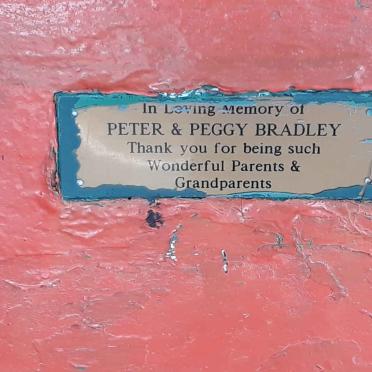 In Loving Memory of
PETER & PEGGY BRADLEY
Thank you for being such
Wonderful Parents &
Grandparents